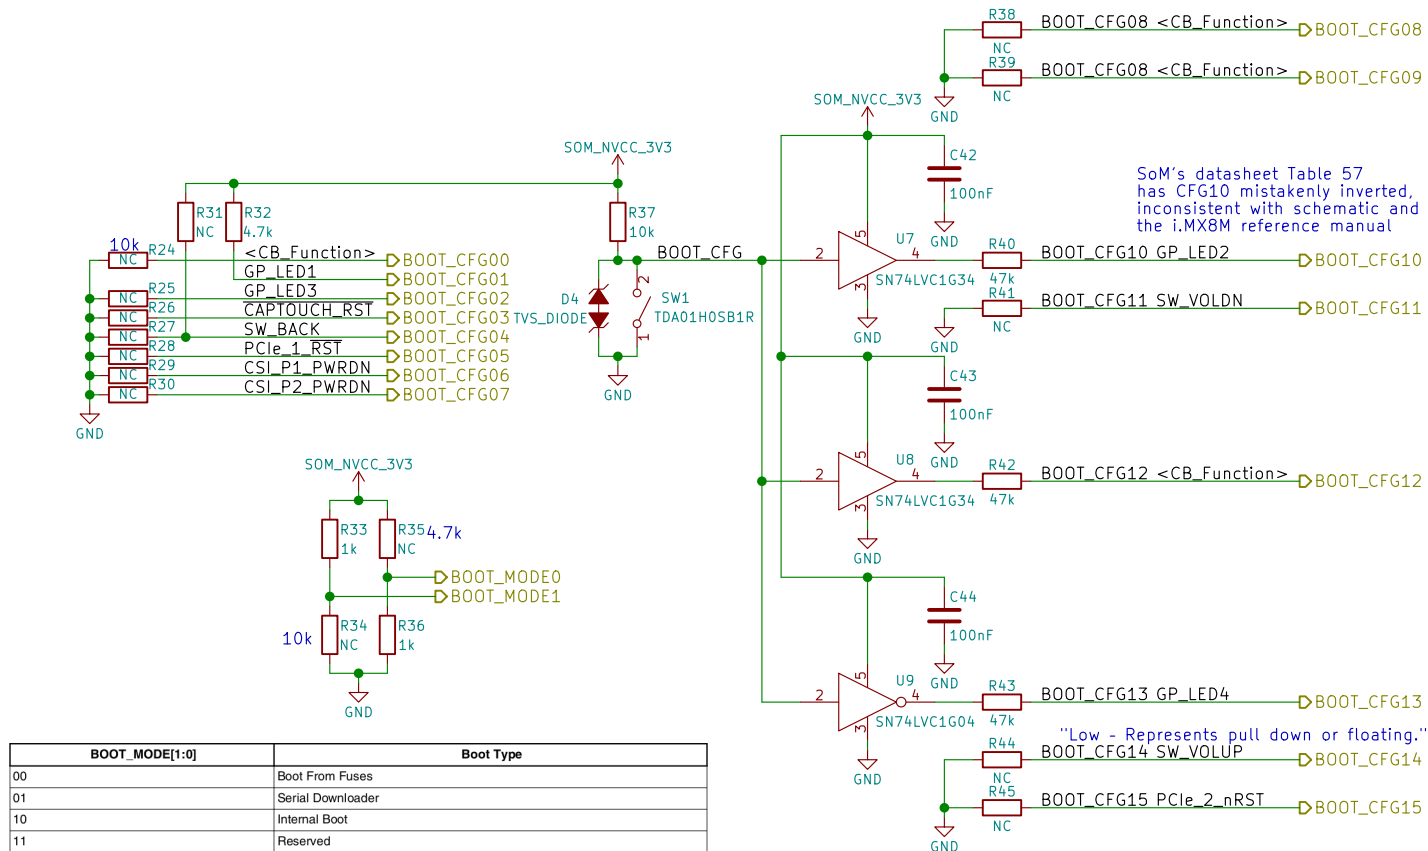 R38
BOOT_CFG08 <CB_Function>
BOOT_CFG08
NC
R39
BOOT_CFG08 <CB_Function>
BOOT_CFG09
NC
GND
SOM_NVCC_3V3
C42
100nF
GND
SoM's datasheet Table 57
has CFG10 mistakenly inverted,
inconsistent with schematic and
the i.MX8M reference manual
SOM_NVCC_3V3
R31
NC
R32
4.7k
R37
10k
10k
R24
NC
<CB_Function>
BOOT_CFG00
GP_LED1
BOOT_CFG01
R25
NC
GP_LED3
BOOT_CFG02
R26
NC
CAPTOUCH_RST
BOOT_CFG03
R27
NC
SW_BACK
BOOT_CFG04
R28
NC
PCIe_1_RST
BOOT_CFG05
R29
NC
CSI_P1_PWRDN
BOOT_CFG06
R30
NC
CSI_P2_PWRDN
BOOT_CFG07
GND
BOOT_CFG
D4
TVS_DIODE
2
SW1
TDA01H0SB1R
1
GND
2
5
U7
4
SN74LVC1G34
3
GND
R40
47k
BOOT_CFG10 GP_LED2
BOOT_CFG10
R41
NC
BOOT_CFG11 SW_VOLDN
BOOT_CFG11
GND
C43
100nF
GND
2
5
U8
4
SN74LVC1G34
3
GND
R42
47k
BOOT_CFG12 <CB_Function>
BOOT_CFG12
SOM_NVCC_3V3
R33
1k
R35
NC
4.7k
BOOT_MODE0
BOOT_MODE1
10k
R34
NC
R36
1k
GND
C44
100nF
GND
2
5
U9
4
SN74LVC1G04
3
GND
R43
47k
BOOT_CFG13 GP_LED4
BOOT_CFG13
"Low - Represents pull down or floating."
R44
NC
BOOT_CFG14 SW_VOLUP
BOOT_CFG14
R45
NC
BOOT_CFG15 PCIe_2_nRST
BOOT_CFG15
GND
BOOT_MODE[1:0] Boot Type
00 Boot From Fuses
01 Serial Downloader
10 Internal Boot
11 Reserved